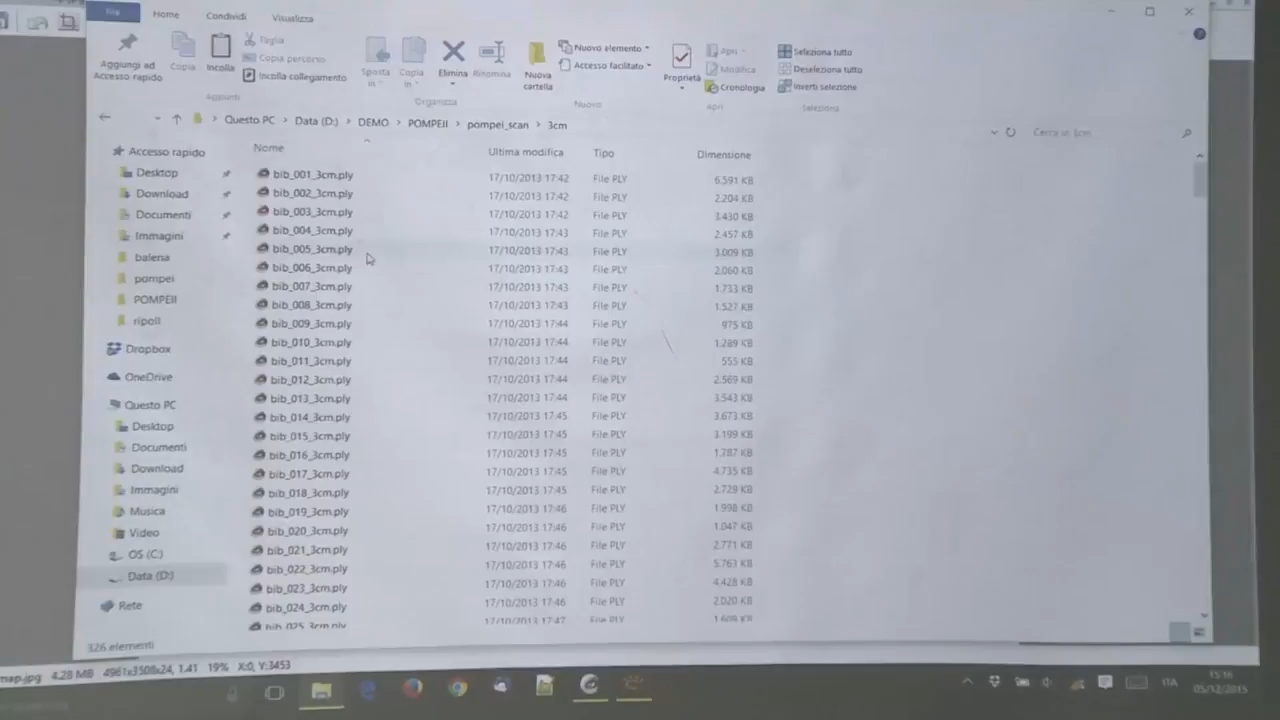 File Home Condividi Visualizza
Aggiungi ad Accesso rapido
Copia
Incolla
Taglia
Copia percorso
Incolla collegamento
Appunti
Sposta in
Copia in
Elimina
Rinomina
Organizza
Nuova cartella
Nuovo elemento
Accesso facilitato
Nuovo
Proprietà
Apri
Modifica
Cronologia
Apri
Seleziona tutto
Deseleziona tutto
Inverti selezione
Seleziona
Questo PC > Data (D:) > DEMO > POMPEII > pompei_scan > 3cm
Cerca in 3cm
Accesso rapido
Desktop
Download
Documenti
Immagini
balena
pompei
POMPEII
ripoll
Dropbox
OneDrive
Questo PC
Desktop
Documenti
Download
Immagini
Musica
Video
OS (C:)
Data (D:)
Rete
Nome Ultima modifica Tipo Dimensione
bib_001_3cm.ply 17/10/2013 17:42 File PLY 6.591 KB
bib_002_3cm.ply 17/10/2013 17:42 File PLY 2.204 KB
bib_003_3cm.ply 17/10/2013 17:42 File PLY 3.430 KB
bib_004_3cm.ply 17/10/2013 17:43 File PLY 2.457 KB
bib_005_3cm.ply 17/10/2013 17:43 File PLY 3.009 KB
bib_006_3cm.ply 17/10/2013 17:43 File PLY 2.060 KB
bib_007_3cm.ply 17/10/2013 17:43 File PLY 1.733 KB
bib_008_3cm.ply 17/10/2013 17:43 File PLY 1.527 KB
bib_009_3cm.ply 17/10/2013 17:44 File PLY 975 KB
bib_010_3cm.ply 17/10/2013 17:44 File PLY 1.289 KB
bib_011_3cm.ply 17/10/2013 17:44 File PLY 555 KB
bib_012_3cm.ply 17/10/2013 17:44 File PLY 2.569 KB
bib_013_3cm.ply 17/10/2013 17:44 File PLY 3.543 KB
bib_014_3cm.ply 17/10/2013 17:45 File PLY 3.673 KB
bib_015_3cm.ply 17/10/2013 17:45 File PLY 3.199 KB
bib_016_3cm.ply 17/10/2013 17:45 File PLY 1.787 KB
bib_017_3cm.ply 17/10/2013 17:45 File PLY 4.735 KB
bib_018_3cm.ply 17/10/2013 17:45 File PLY 2.729 KB
bib_019_3cm.ply 17/10/2013 17:46 File PLY 1.998 KB
bib_020_3cm.ply 17/10/2013 17:46 File PLY 1.047 KB
bib_021_3cm.ply 17/10/2013 17:46 File PLY 2.771 KB
bib_022_3cm.ply 17/10/2013 17:46 File PLY 5.763 KB
bib_023_3cm.ply 17/10/2013 17:46 File PLY 4.428 KB
bib_024_3cm.ply 17/10/2013 17:46 File PLY 2.020 KB
bib_025_3cm.ply 17/10/2013 17:47 File PLY 1.609 KB
326 elementi
map.jpg 4.28 MB 4961x3508x24, 1.41 19% X:0, Y:3453
ITA
15:16
05/12/2015